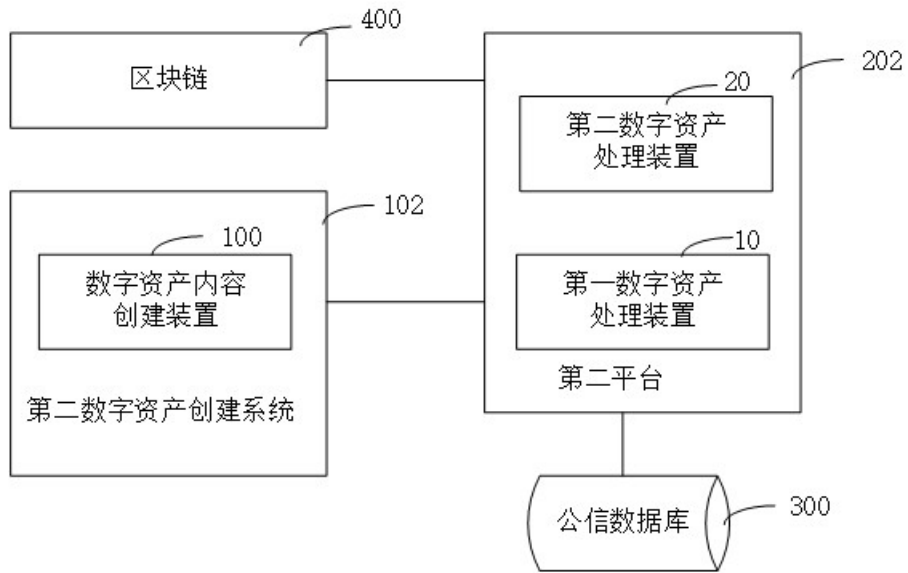 400
区块链
202
20
第二数字资产
处理装置
102
100
数字资产内容
创建装置
10
第一数字资产
处理装置
第二平台
第二数字资产创建系统
公信数据库
300